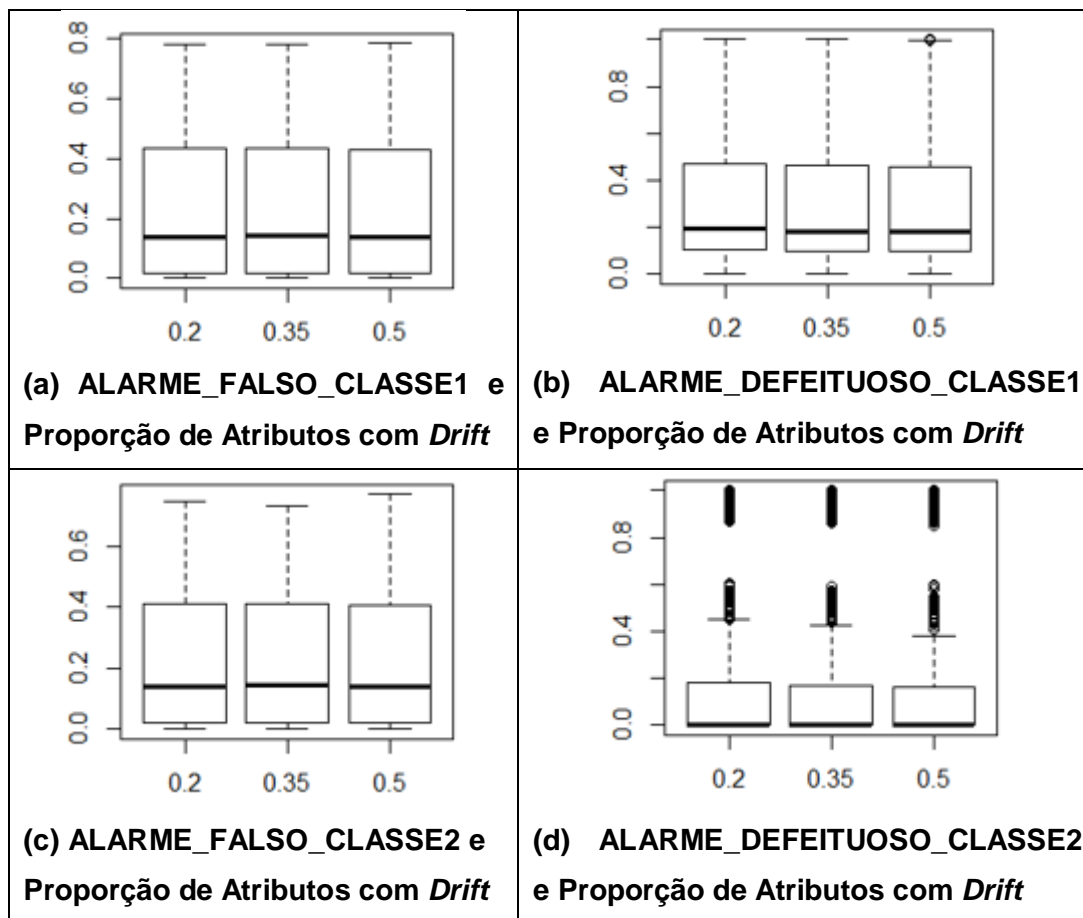 0.8
0.6
0.4
0.2
0.0
0.2 0.35 0.5
(a) ALARME_FALSO_CLASSE1 e
Proporção de Atributos com Drift
0.8
0.4
0.0
0.2 0.35 0.5
(b) ALARME_DEFEITUOSO_CLASSE1
e Proporção de Atributos com Drift
0.6
0.4
0.2
0.0
0.2 0.35 0.5
(c) ALARME_FALSO_CLASSE2 e
Proporção de Atributos com Drift
0.8
0.4
0.0
0.2 0.35 0.5
(d) ALARME_DEFEITUOSO_CLASSE2
e Proporção de Atributos com Drift